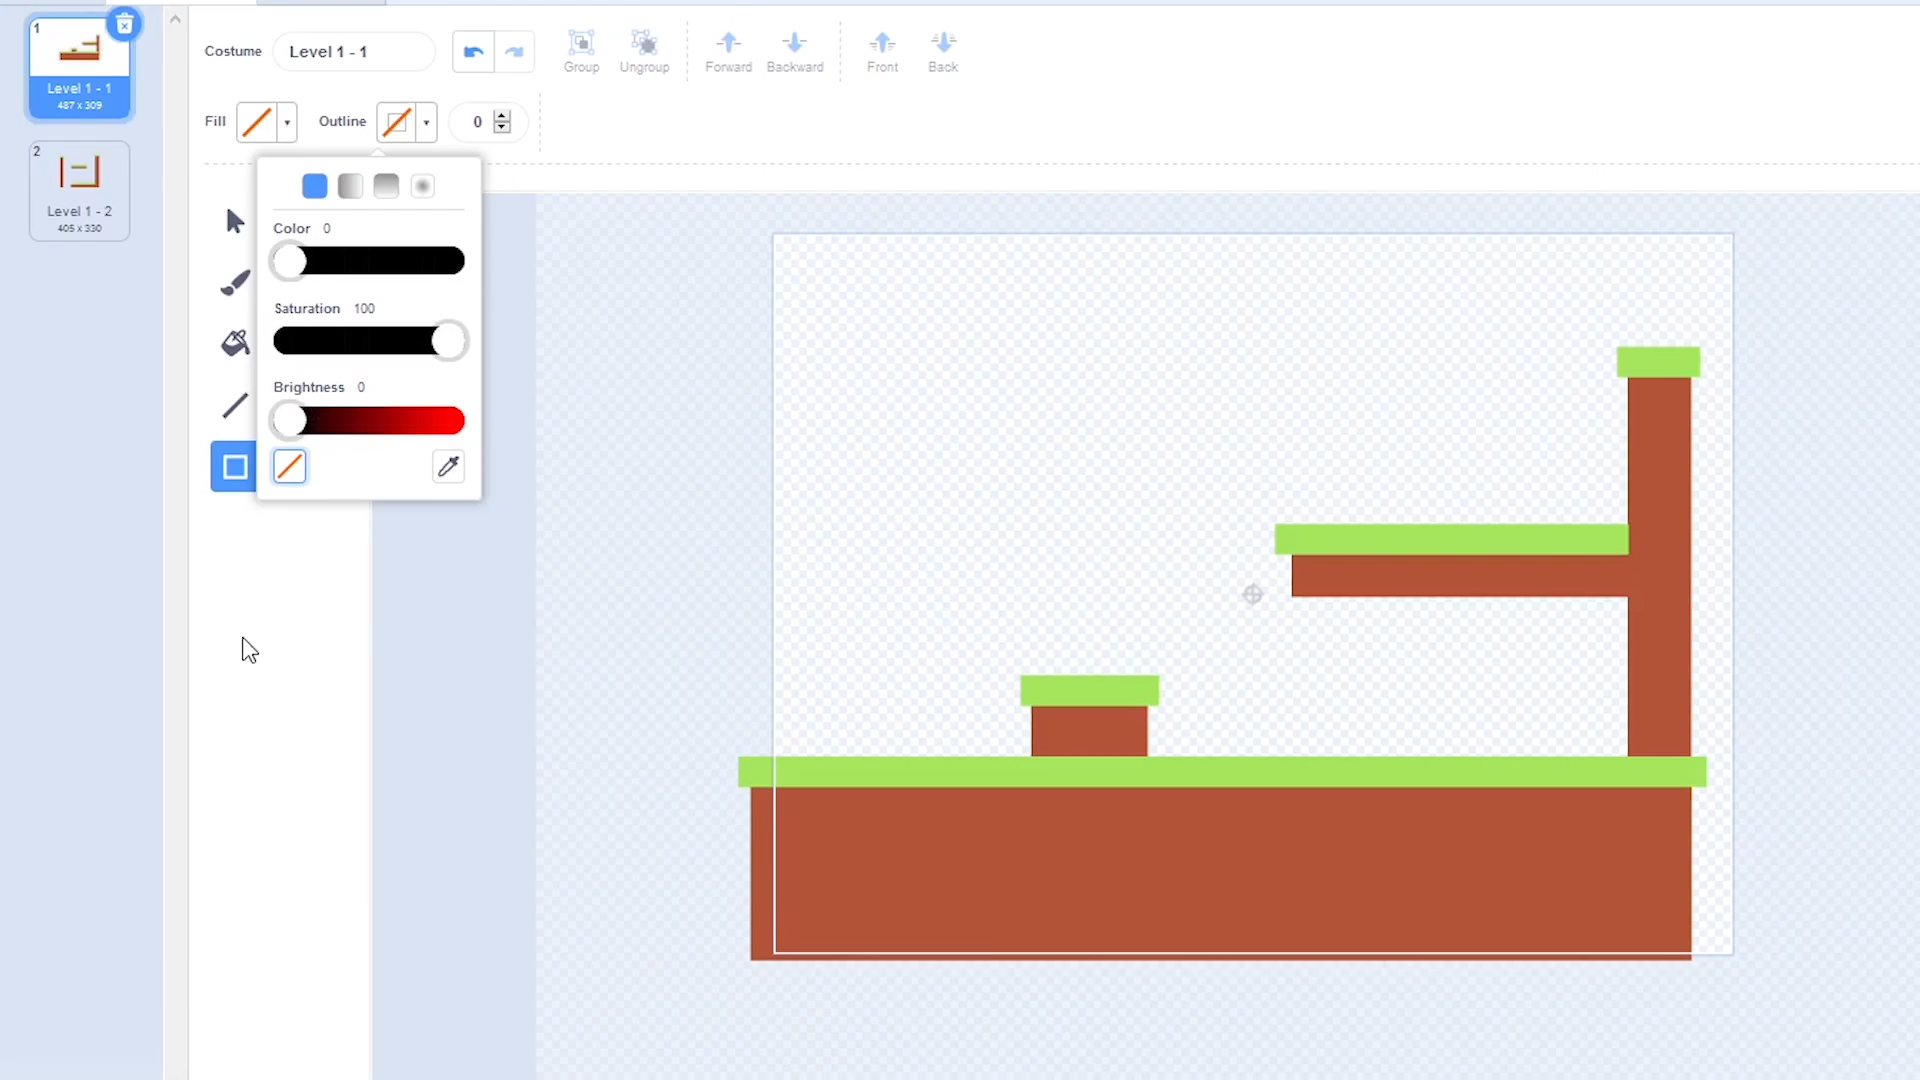 1
Level 1 - 1
487 x 309
2
Level 1 - 2
405 x 330
Costume Level 1 - 1
Group Ungroup Forward Backward Front Back
Fill Outline 0
Color 0
Saturation 100
Brightness 0